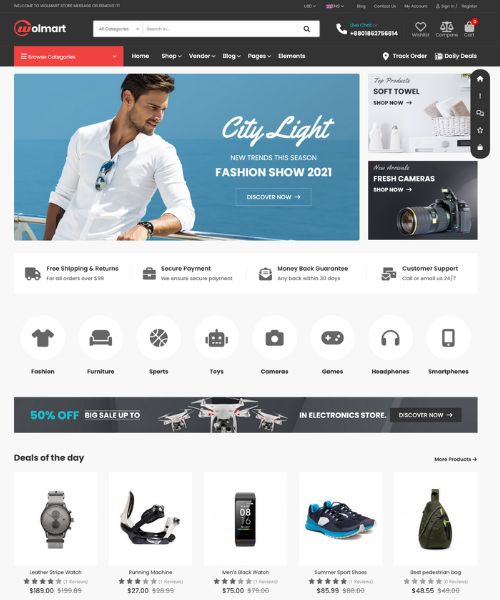 WELCOME TO WOLMART STORE MESSAGE OR REMOVE IT!
USD
ENG
Blog
Contact Us
My Account
Sign in / Register
Wolmart
All Categories
Search in...
Live Chat or
+8801862756614
Wishlist
Compare
Cart
Browse Categories
Home
Shop
Vendor
Blog
Pages
Elements
Track Order
Daily Deals
City Light
NEW TRENDS THIS SEASON
FASHION SHOW 2021
DISCOVER NOW
Top Products
SOFT TOWEL
SHOP NOW
New Arrivals
FRESH CAMERAS
SHOP NOW
Free Shipping & Returns
For all orders over $99
Secure Payment
We ensure secure payment
Money Back Guarantee
Any back within 30 days
Customer Support
Call or email us 24/7
Fashion
Furniture
Sports
Toys
Cameras
Games
Headphones
Smartphones
50% OFF BIG SALE UP TO
IN ELECTRONICS STORE.
DISCOVER NOW
Deals of the day
More Products
Leather Stripe Watch
(1 Reviews)
$189.00 $199.89
Running Machine
(1 Reviews)
$27.00 $28.99
Men's Black Watch
(1 Reviews)
$75.00 $79.00
Summer Sport Shoes
(1 Reviews)
$85.99 $88.00
Best pedestrian bag
(0 Reviews)
$48.55 $49.00